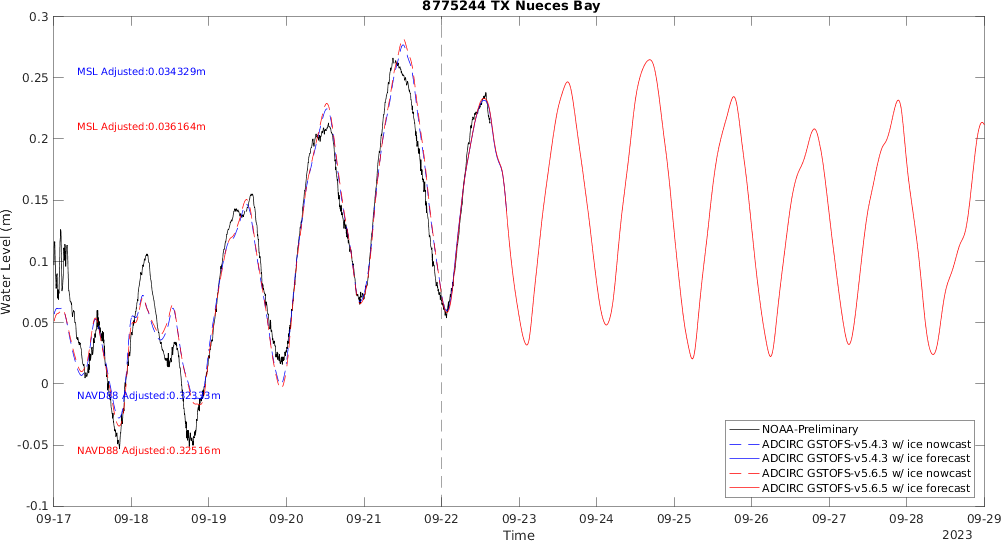 8775244 TX Nueces Bay
0.3
0.25
0.2
0.15
0.1
0.05
0
-0.05
-0.1
Water Level (m)
MSL Adjusted:0.034329m
MSL Adjusted:0.036164m
NAVD88 Adjusted:0.32333m
NAVD88 Adjusted:0.32516m
NOAA-Preliminary
ADCIRC GSTOFS-v5.4.3 w/ ice nowcast
ADCIRC GSTOFS-v5.4.3 w/ ice forecast
ADCIRC GSTOFS-v5.6.5 w/ ice nowcast
ADCIRC GSTOFS-v5.6.5 w/ ice forecast
09-17 09-18 09-19 09-20 09-21 09-22 09-23 09-24 09-25 09-26 09-27 09-28 09-29
Time
2023